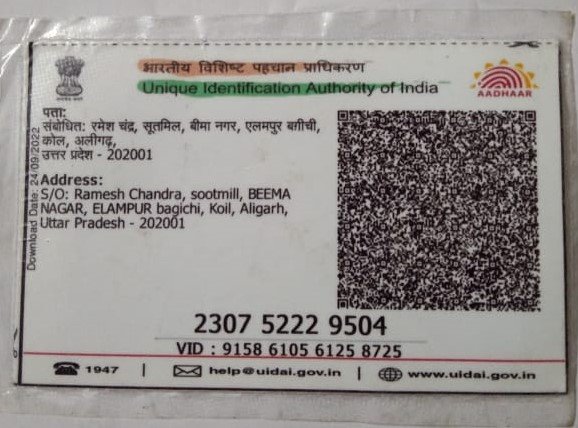 भारतीय विशिष्ट पहचान प्राधिकरण
Unique Identification Authority of India
AADHAAR
पता:
संबोधित: रमेश चंद्र, सूतमिल, बीमा नगर, एलमपुर बाग़ीची,
कोल, अलीगढ़,
उत्तर प्रदेश - 202001
Address:
S/O: Ramesh Chandra, sootmill, BEEMA
NAGAR, ELAMPUR bagichi, Koil, Aligarh,
Uttar Pradesh - 202001
Download Date: 24/09/2022
2307 5222 9504
VID : 9158 6105 6125 8725
1947 | help@uidai.gov.in | www.uidai.gov.in